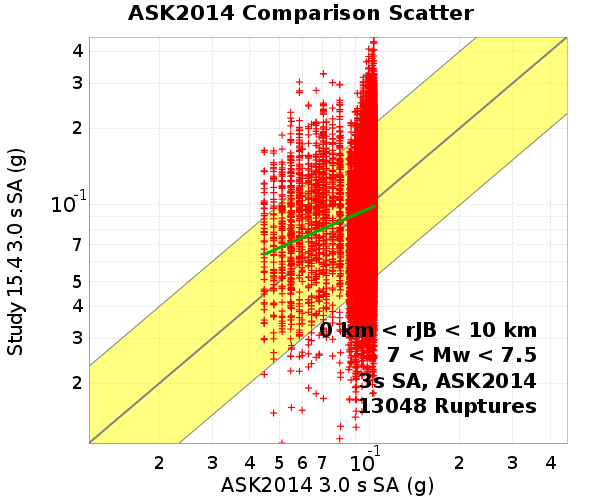 ASK2014 Comparison Scatter
Study 15.4 3.0 s SA (g)
4
3
2
10-1
7
5
4
3
2
0 km < rJB < 10 km
7 < Mw < 7.5
3s SA, ASK2014
13048 Ruptures
2 3 4 5 6 7 10-1 2 3 4
ASK2014 3.0 s SA (g)